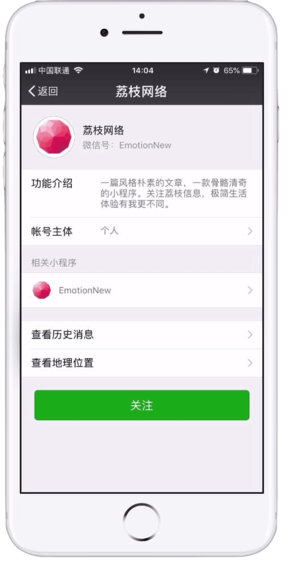 中国联通 14:04 65%
返回 荔枝网络
荔枝网络
微信号：EmotionNew
功能介绍 一篇风格朴素的文章，一款骨骼清奇
的小程序。关注荔枝信息，极简生活
体验有我更不同。
帐号主体 个人
相关小程序
EmotionNew
查看历史消息
查看地理位置
关注